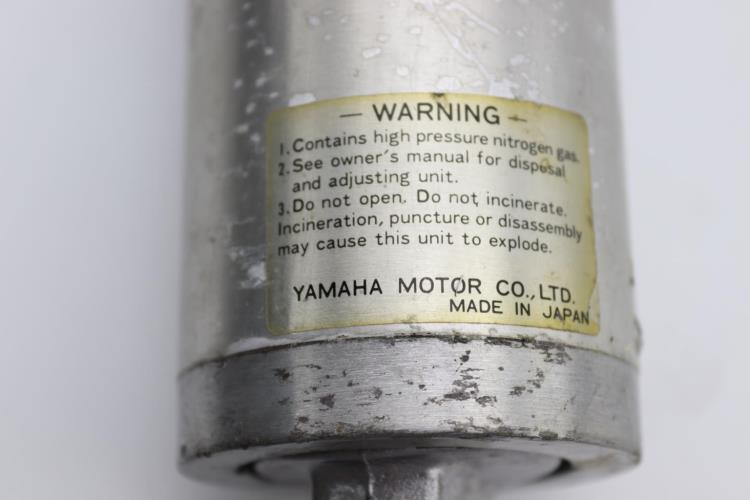 — WARNING —
1. Contains high pressure nitrogen gas.
2. See owner's manual for disposal
and adjusting unit.
3. Do not open. Do not incinerate.
Incineration, puncture or disassembly
may cause this unit to explode.
YAMAHA MOTOR CO., LTD.
MADE IN JAPAN